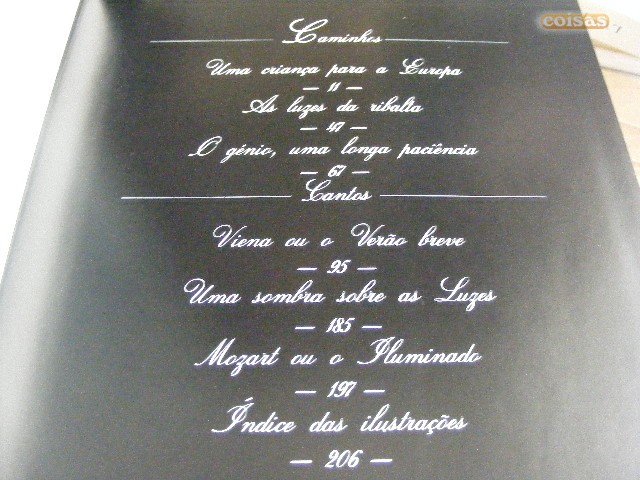 coisas
Caminhos
Uma criança para a Europa
— 11 —
As luzes da ribalta
— 47 —
O génio, uma longa paciência
— 67 —
Cantos
Viena ou o Verão breve
— 95 —
Uma sombra sobre as Luzes
— 185 —
Mozart ou o Iluminado
— 197 —
Índice das ilustrações
— 206 —